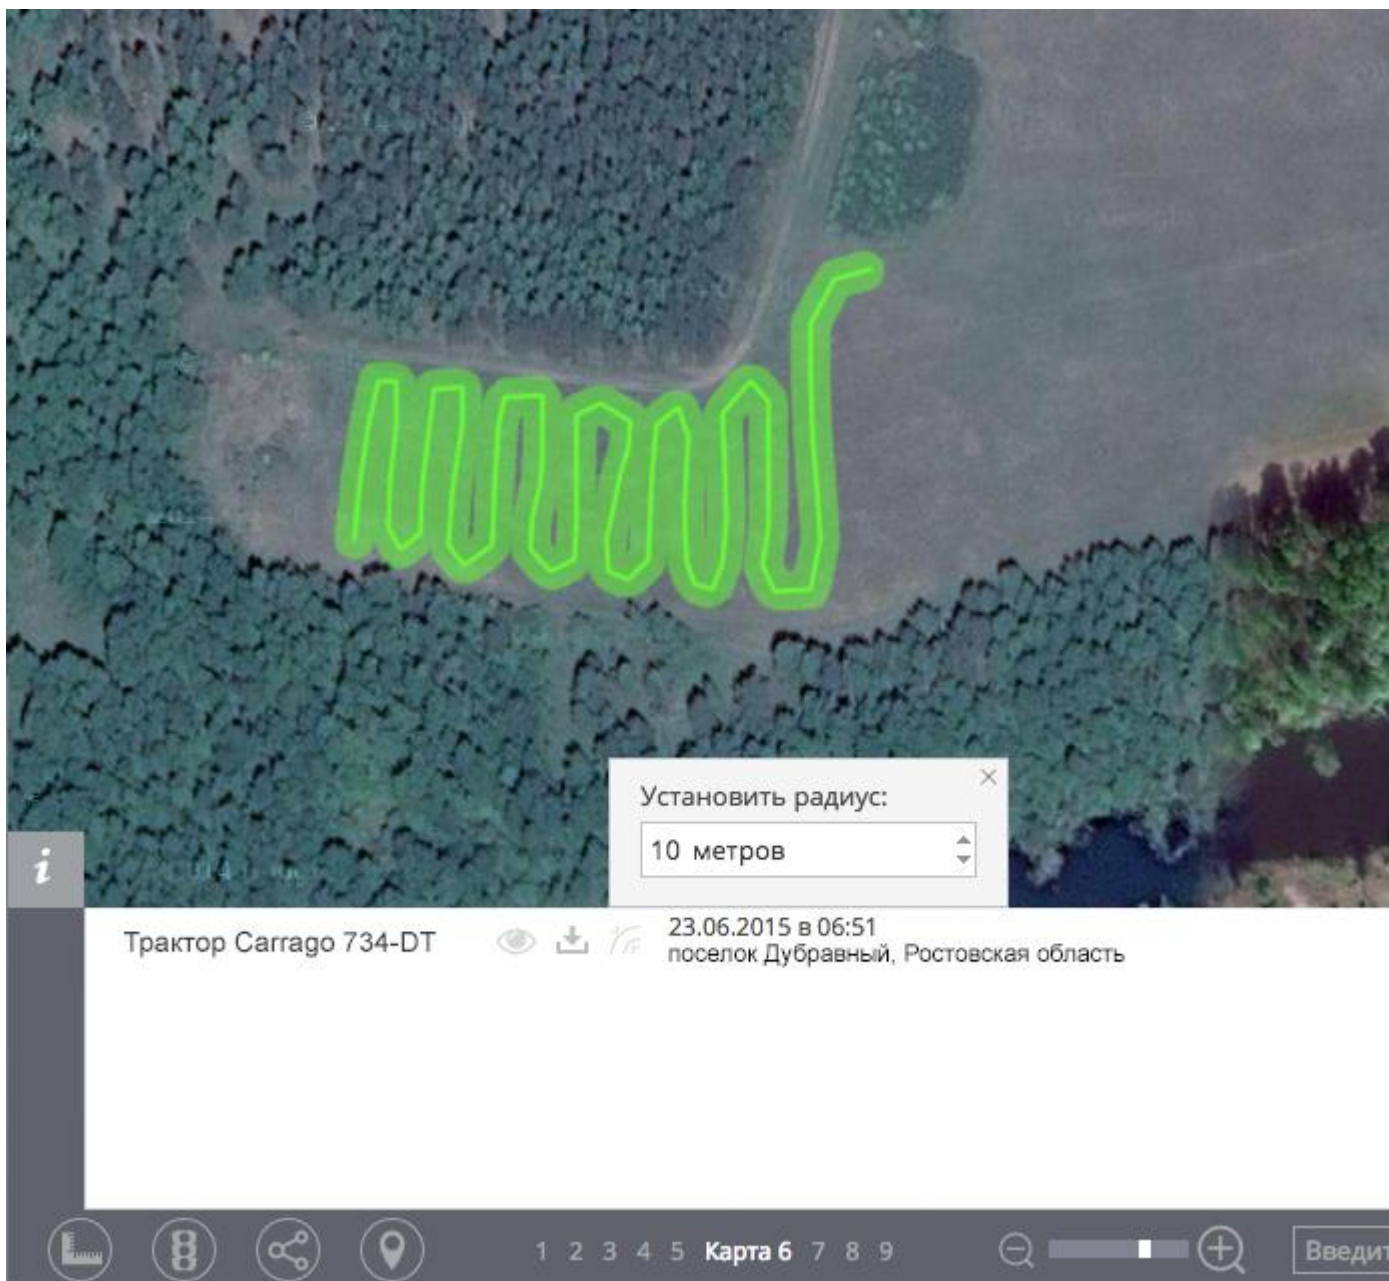 Установить радиус:
10 метров
i
Трактор Carrago 734-DT
23.06.2015 в 06:51
поселок Дубравный, Ростовская область
1 2 3 4 5 Карта 6 7 8 9
Введит